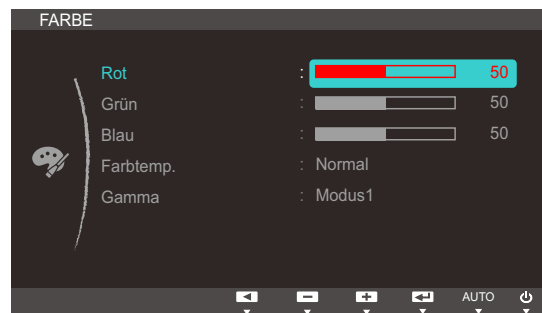 FARBE
Rot : 50
Grün : 50
Blau : 50
Farbtemp. : Normal
Gamma : Modus1
AUTO